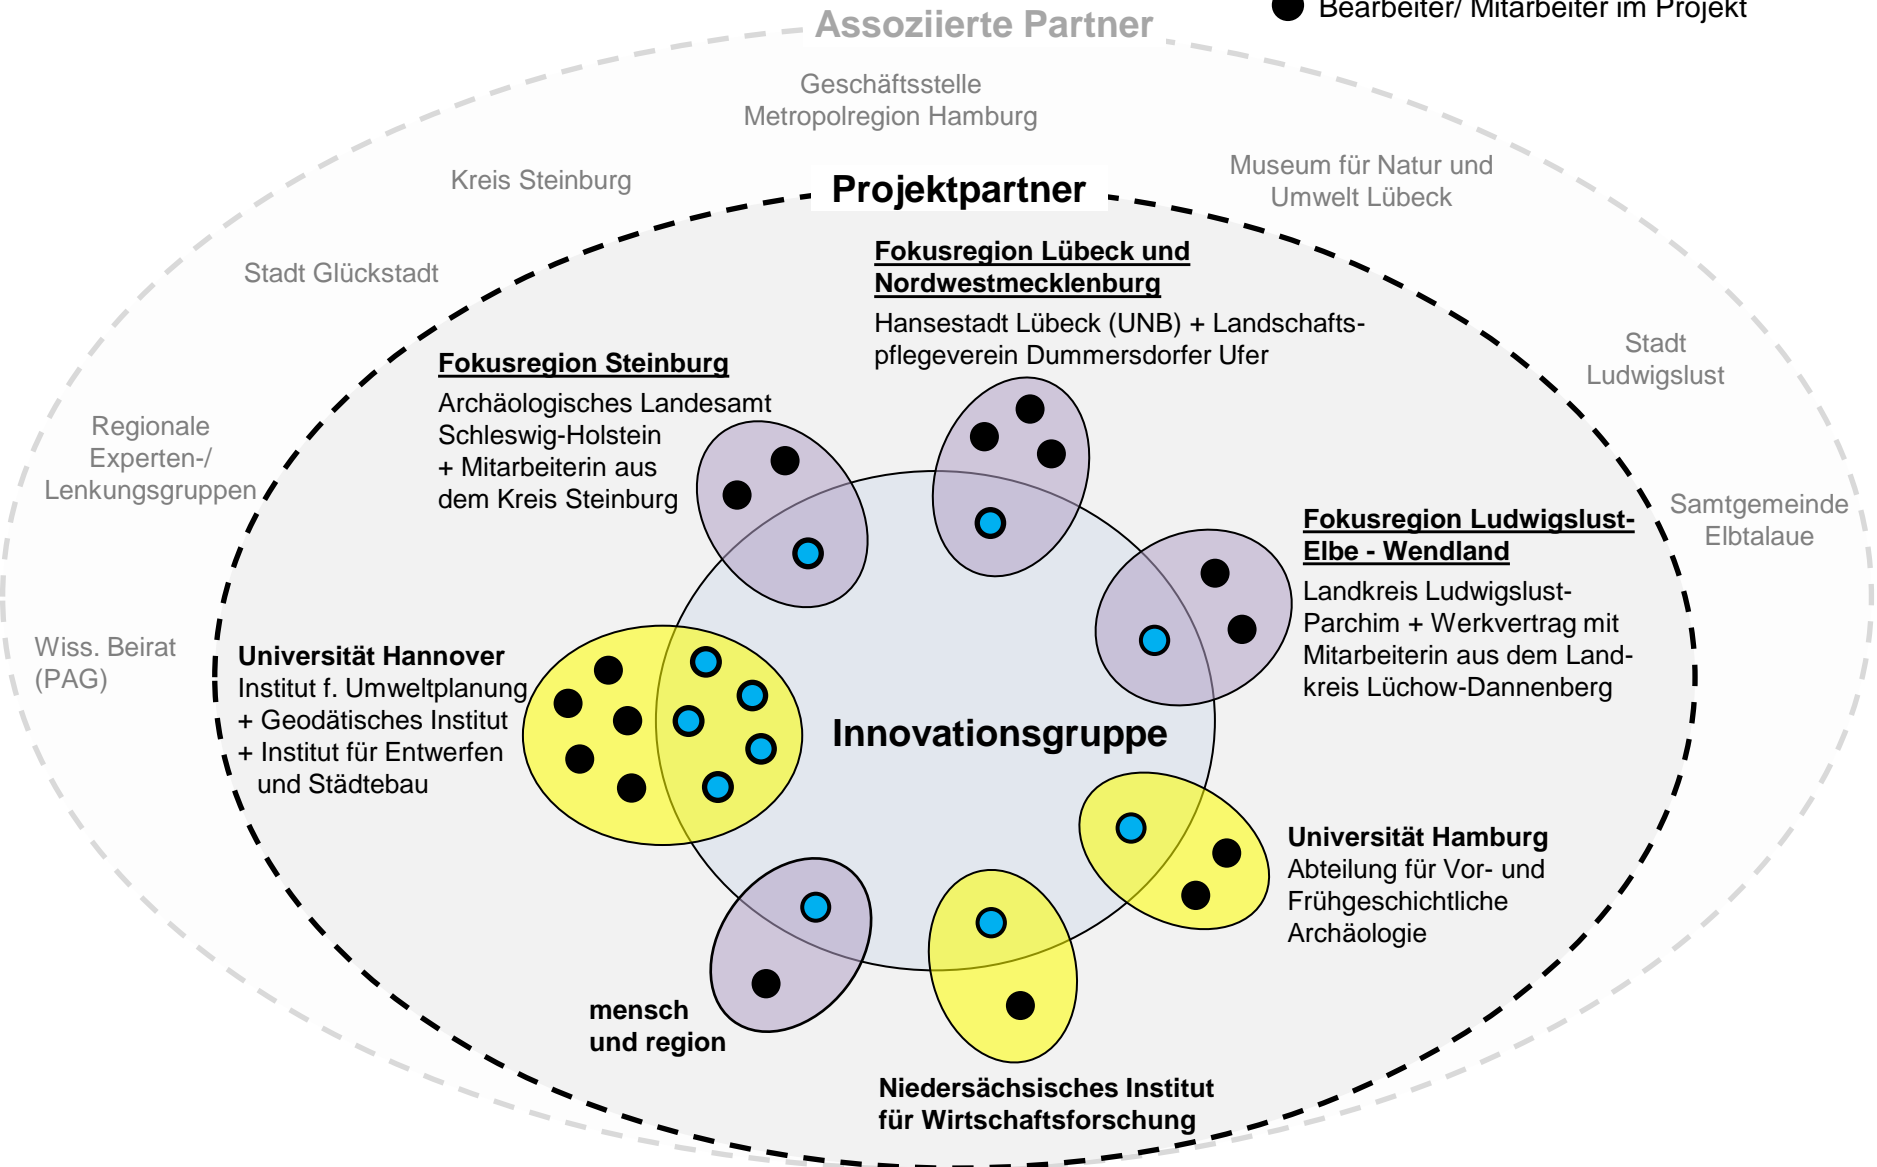 Bearbeiter/ Mitarbeiter im Projekt
Assoziierte Partner
Geschäftsstelle
Metropolregion Hamburg
Kreis Steinburg
Museum für Natur und
Umwelt Lübeck
Projektpartner
Stadt Glückstadt
Fokusregion Lübeck und
Nordwestmecklenburg
Hansestadt Lübeck (UNB) + Landschafts-
pflegeverein Dummersdorfer Ufer
Stadt
Ludwigslust
Fokusregion Steinburg
Archäologisches Landesamt
Schleswig-Holstein
+ Mitarbeiterin aus
dem Kreis Steinburg
Regionale
Experten-/
Lenkungsgruppen
Samtgemeinde
Elbtalaue
Fokusregion Ludwigslust-
Elbe - Wendland
Landkreis Ludwigslust-
Parchim + Werkvertrag mit
Mitarbeiterin aus dem Land-
kreis Lüchow-Dannenberg
Wiss. Beirat
(PAG)
Universität Hannover
Institut f. Umweltplanung
+ Geodätisches Institut
+ Institut für Entwerfen
und Städtebau
Innovationsgruppe
Universität Hamburg
Abteilung für Vor- und
Frühgeschichtliche
Archäologie
mensch
und region
Niedersächsisches Institut
für Wirtschaftsforschung